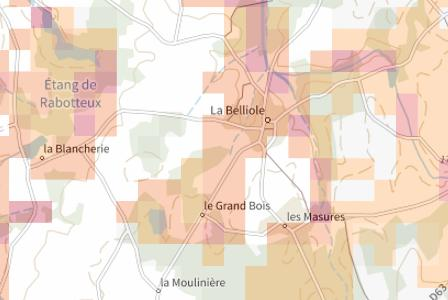 Étang de
Rabotteux
La Belliole
la Blancherie
le Grand Bois
les Masures
la Moulinière